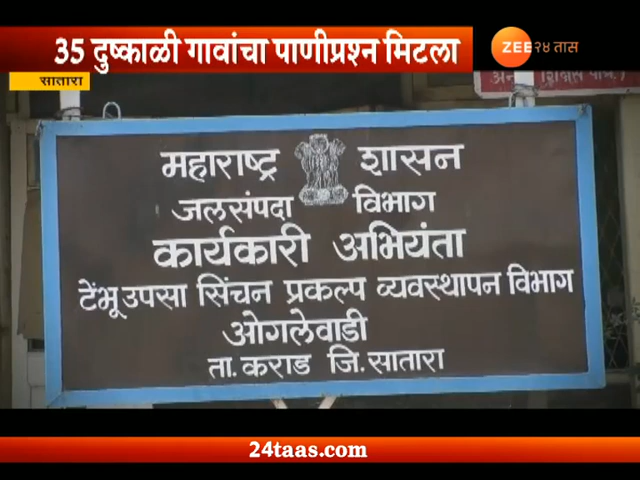 35 दुष्काळी गावांचा पाणीप्रश्न मिटला
ZEE २४ तास
सातारा
महाराष्ट्र शासन
जलसंपदा विभाग
कार्यकारी अभियंता
टेंभू उपसा सिंचन प्रकल्प व्यवस्थापन विभाग
ओगलेवाडी
ता. कराड जि. सातारा
24taas.com